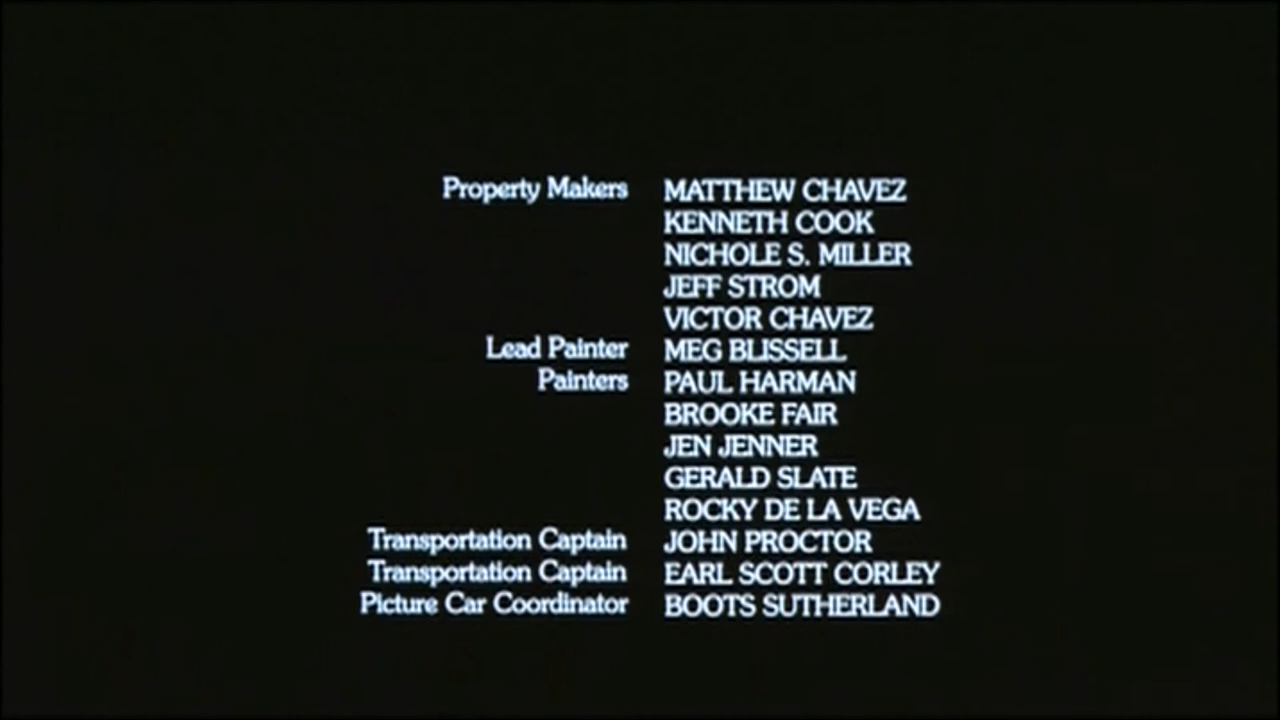 Property Makers MATTHEW CHAVEZ
KENNETH COOK
NICHOLE S. MILLER
JEFF STROM
VICTOR CHAVEZ
Lead Painter MEG BLISSELL
Painters PAUL HARMAN
BROOKE FAIR
JEN JENNER
GERALD SLATE
ROCKY DE LA VEGA
Transportation Captain JOHN PROCTOR
Transportation Captain EARL SCOTT CORLEY
Picture Car Coordinator BOOTS SUTHERLAND